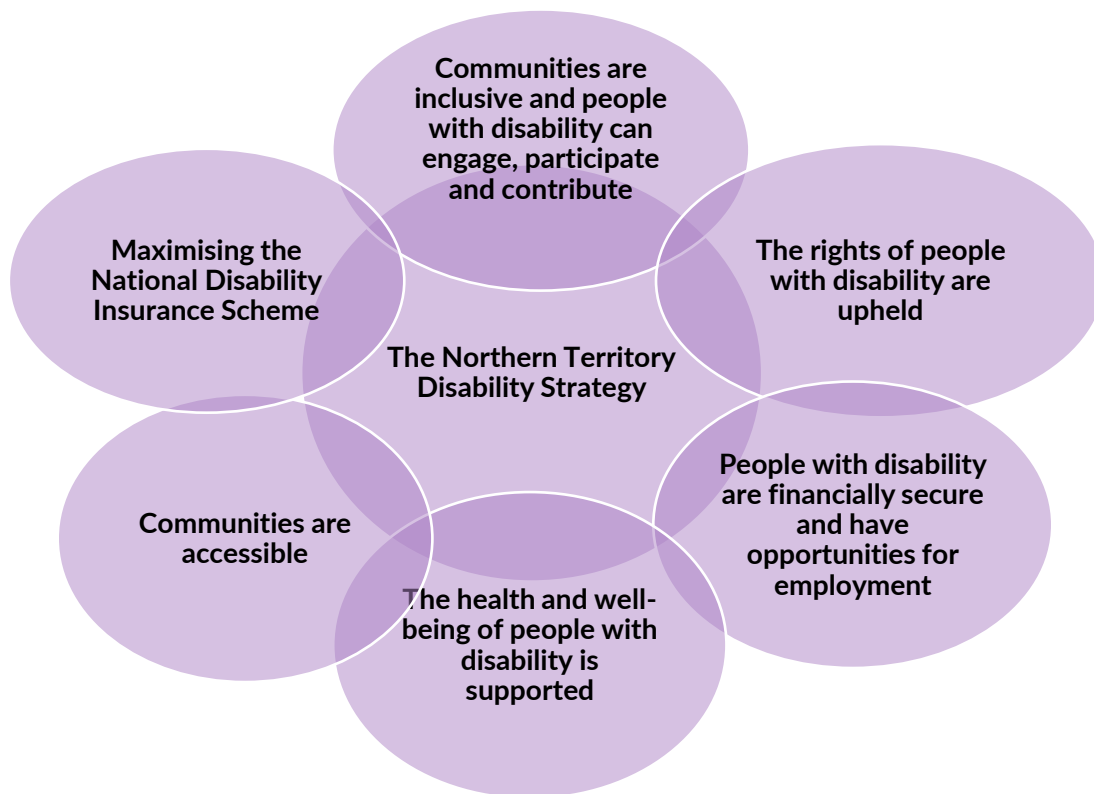 Communities are
inclusive and people
with disability can
engage, participate
and contribute
Maximising the
National Disability
Insurance Scheme
The rights of people
with disability are
upheld
The Northern Territory
Disability Strategy
People with disability
are financially secure
and have
opportunities for
employment
Communities are
accessible
The health and well-
being of people with
disability is
supported